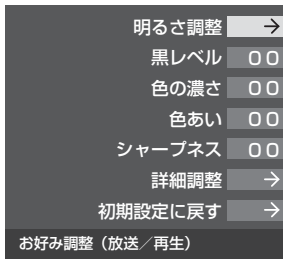 明るさ調整 →
黒レベル 00
色の濃さ 00
色あい 00
シャープネス 00
詳細調整 →
初期設定に戻す →
お好み調整（放送／再生）